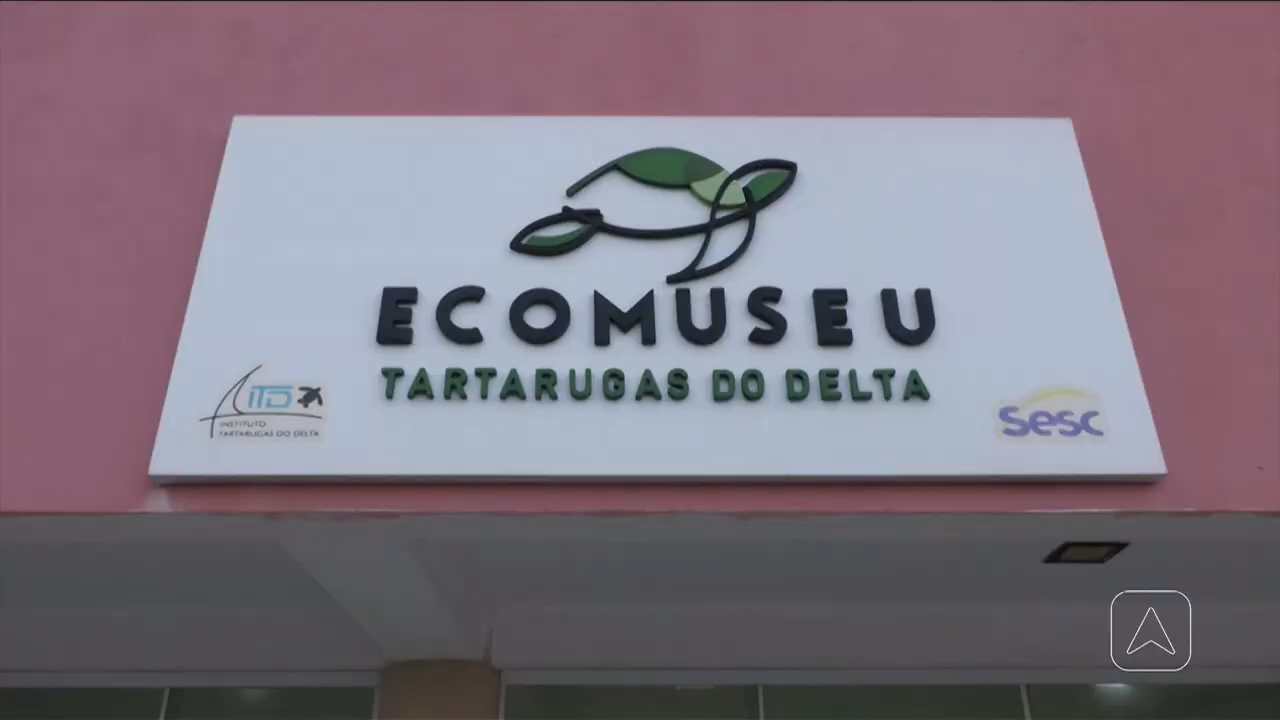 ECOMUSEU
TARTARUGAS DO DELTA
ITD
INSTITUTO
TARTARUGAS DO DELTA
Sesc